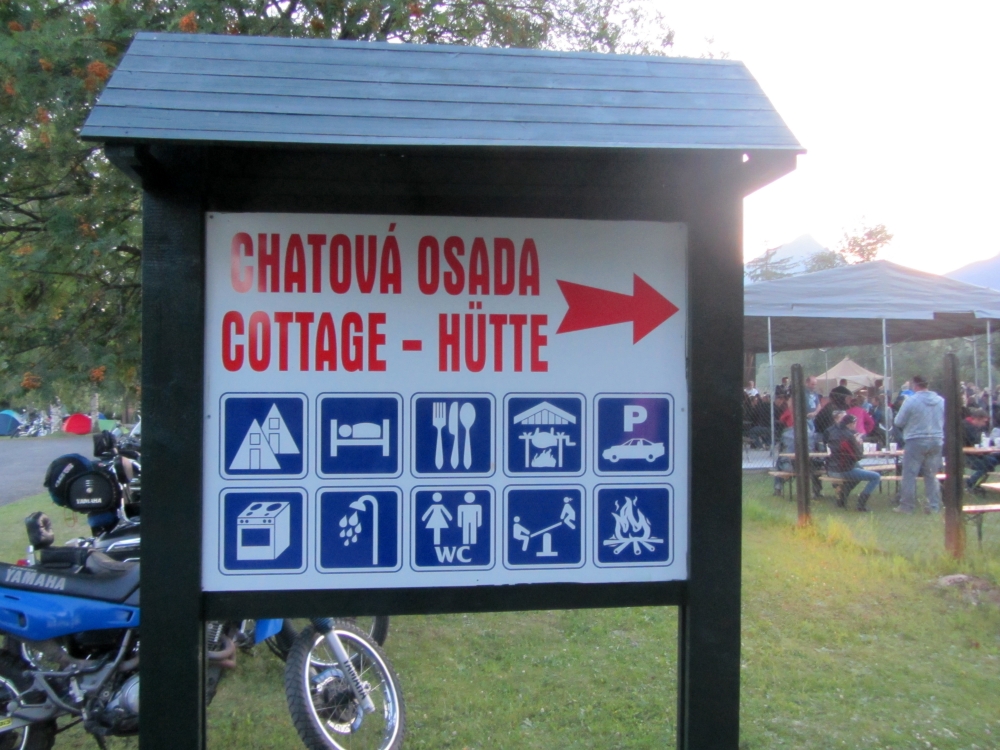 CHATOVÁ OSADA
COTTAGE - HÜTTE
P
WC
YAMAHA